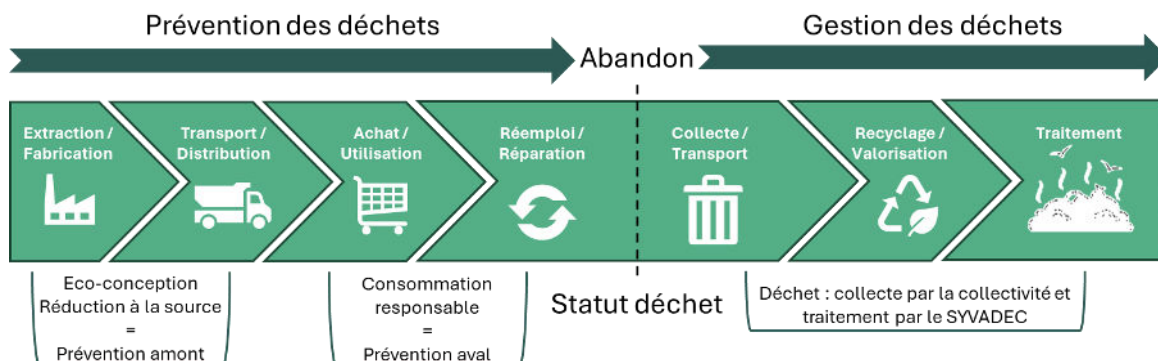 Prévention des déchets
Gestion des déchets
Abandon
Extraction /
Fabrication
Transport /
Distribution
Achat /
Utilisation
Réemploi /
Réparation
Collecte /
Transport
Recyclage /
Valorisation
Traitement
Eco-conception
Réduction à la source
=
Prévention amont
Consommation
responsable
=
Prévention aval
Statut déchet
Déchet : collecte par la collectivité et
traitement par le SYVADEC